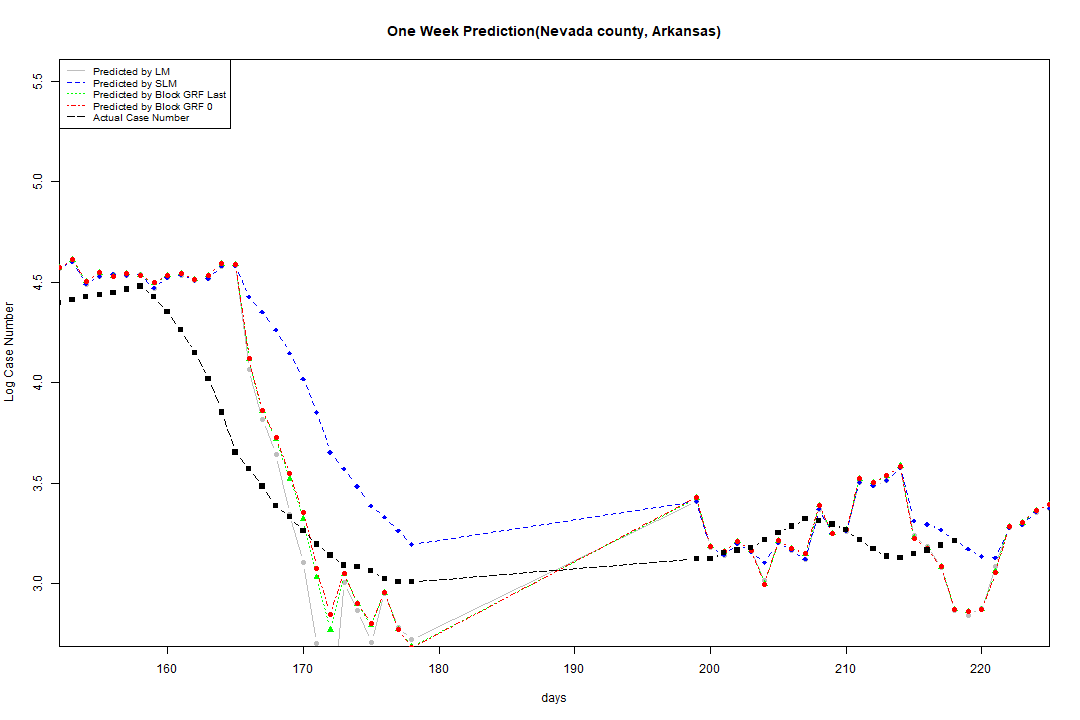 One Week Prediction(Nevada county, Arkansas)
Predicted by LM
Predicted by SLM
Predicted by Block GRF Last
Predicted by Block GRF 0
Actual Case Number
Log Case Number
5.5
5.0
4.5
4.0
3.5
3.0
160 170 180 190 200 210 220
days